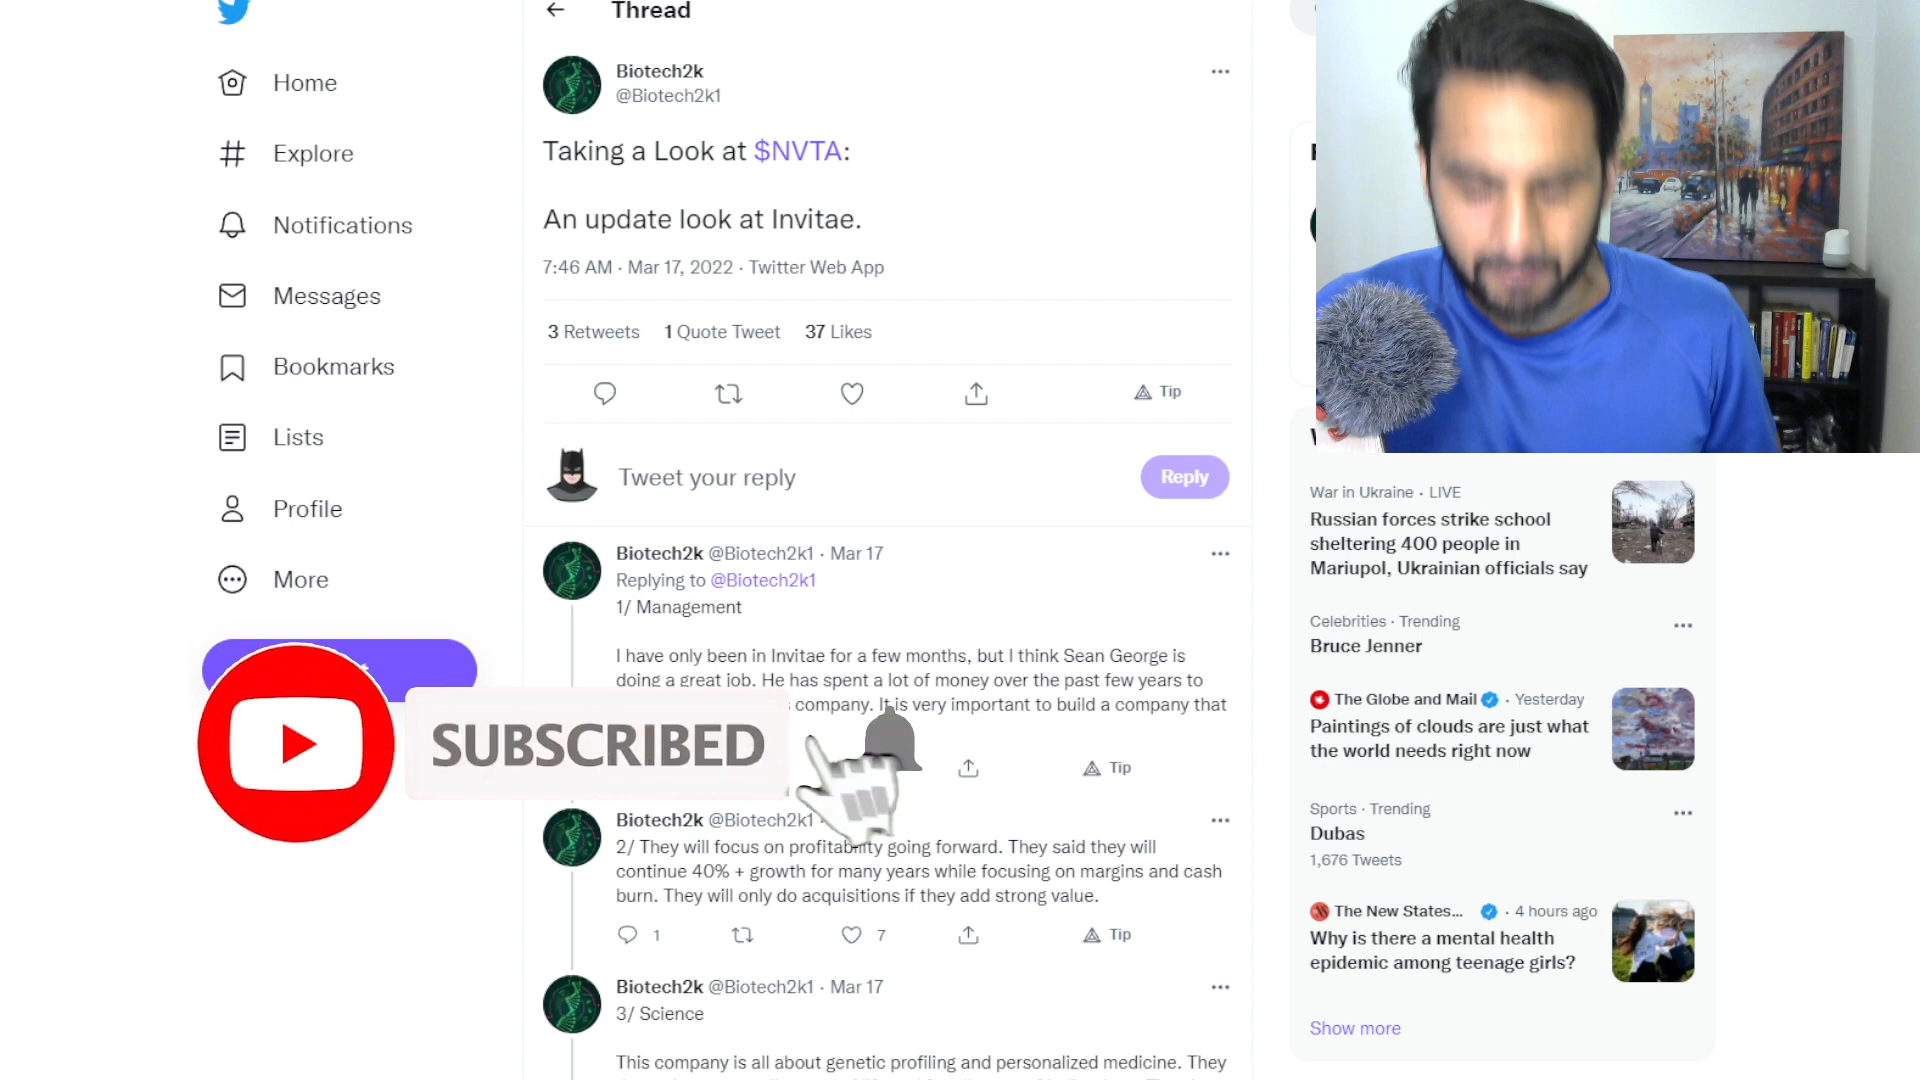 Thread
Home
Explore
Notifications
Messages
Bookmarks
Lists
Profile
More
Biotech2k
@Biotech2k1
Taking a Look at $NVTA:
An update look at Invitae.
7:46 AM · Mar 17, 2022 · Twitter Web App
3 Retweets 1 Quote Tweet 37 Likes
Tip
Tweet your reply
Reply
Biotech2k @Biotech2k1 · Mar 17
Replying to @Biotech2k1
1/ Management
I have only been in Invitae for a few months, but I think Sean George is
doing a great job. He has spent a lot of money over the past few years to
company. It is very important to build a company that
Tip
SUBSCRIBED
Biotech2k @Biotech2k1
2/ They will focus on profitability going forward. They said they will
continue 40% + growth for many years while focusing on margins and cash
burn. They will only do acquisitions if they add strong value.
1 7 Tip
Biotech2k @Biotech2k1 · Mar 17
3/ Science
This company is all about genetic profiling and personalized medicine. They
War in Ukraine · LIVE
Russian forces strike school
sheltering 400 people in
Mariupol, Ukrainian officials say
Celebrities · Trending
Bruce Jenner
The Globe and Mail · Yesterday
Paintings of clouds are just what
the world needs right now
Sports · Trending
Dubas
1,676 Tweets
The New States... · 4 hours ago
Why is there a mental health
epidemic among teenage girls?
Show more